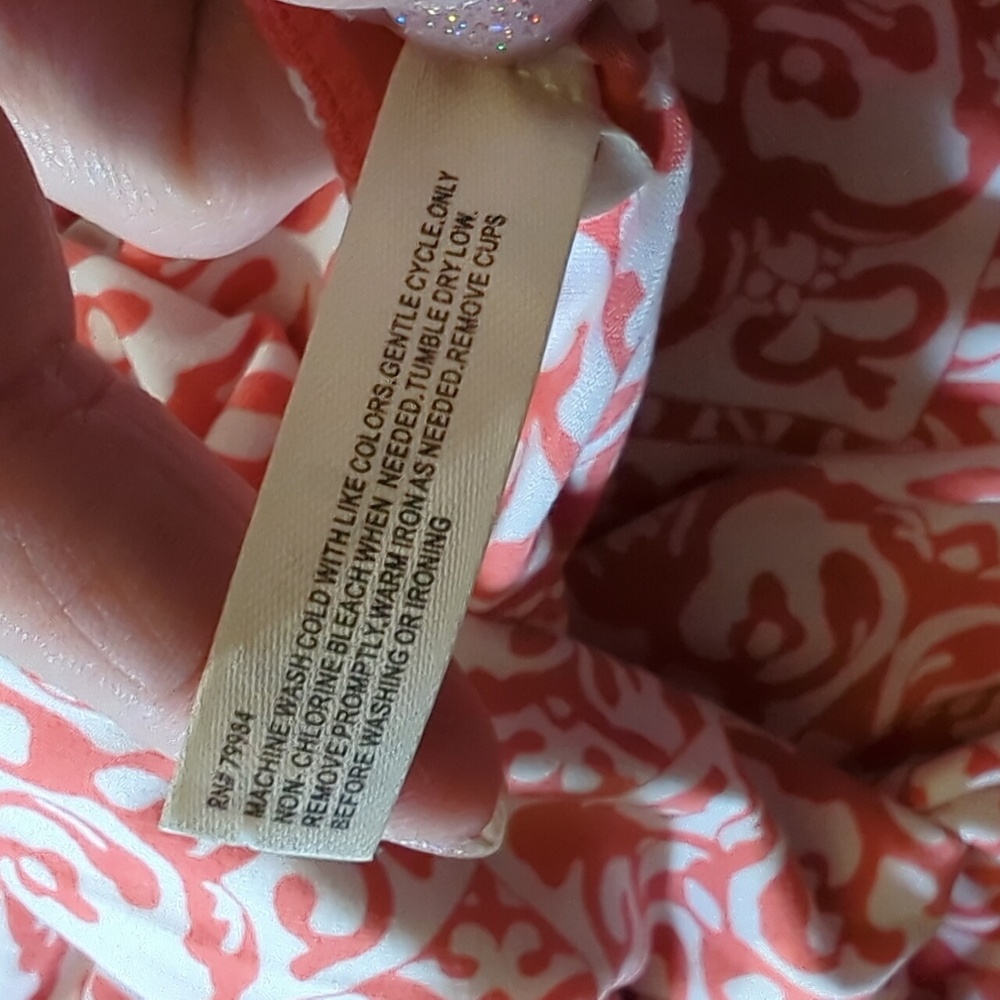 RN# 79984
MACHINE WASH COLD WITH LIKE COLORS.GENTLE CYCLE.ONLY
NON-CHLORINE BLEACH WHEN NEEDED.TUMBLE DRY LOW.
REMOVE PROMPTLY.WARM IRON AS NEEDED.REMOVE CUPS
BEFORE WASHING OR IRONING